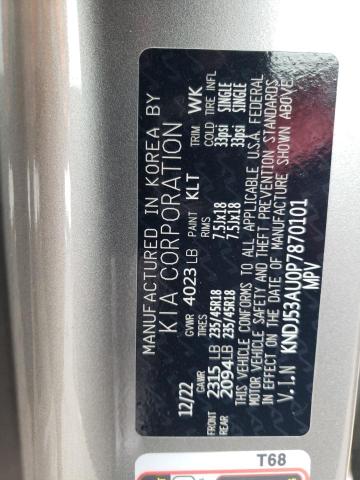 MANUFACTURED IN KOREA BY
KIA CORPORATION
12/22 GVWR 4023 LB PAINT KLT TRIM WK
GAWR TIRES RIMS COLD TIRE INFL
FRONT 2315 LB 235/45R18 7.5Jx18 33psi SINGLE
REAR 2094LB 235/45R18 7.5Jx18 33psi SINGLE
THIS VEHICLE CONFORMS TO ALL APPLICABLE U.S.A. FEDERAL
MOTOR VEHICLE SAFETY AND THEFT PREVENTION STANDARDS
IN EFFECT ON THE DATE OF MANUFACTURE SHOWN ABOVE.
V.I.N KNDJ53AU0P7870101
MPV
T68